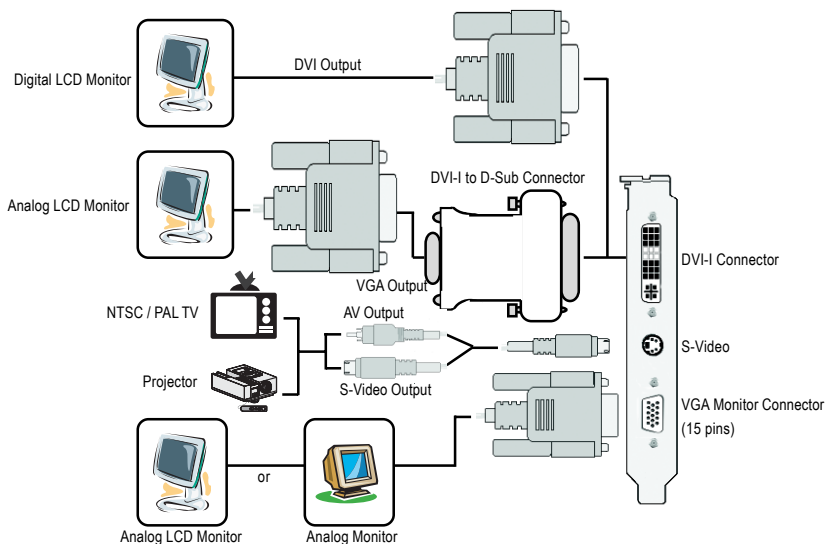 DVI Output
Digital LCD Monitor
DVI-I to D-Sub Connector
Analog LCD Monitor
DVI-I Connector
VGA Output
NTSC / PAL TV
AV Output
S-Video
Projector
S-Video Output
VGA Monitor Connector
(15 pins)
or
Analog LCD Monitor
Analog Monitor